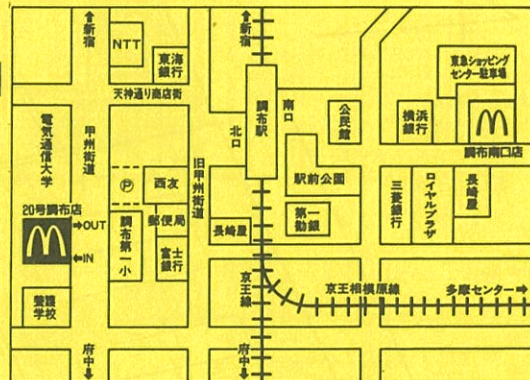 ↑新宿
↑新宿
NTT
東海
銀行
天神通り商店街
調布駅
南口
北口
公民館
横浜
銀行
東急ショッピング
センター駐車場
調布南口店
電気通信大学
甲州街道
旧甲州街道
P
西友
駅前公園
三菱銀行
ロイヤルプラザ
長崎屋
20号調布店
→OUT
←IN
調布第一小
郵便局
富士
銀行
長崎屋
第一
勧銀
養護
学校
京王線
京王相模原線
多摩センター→
府中↓
府中↓